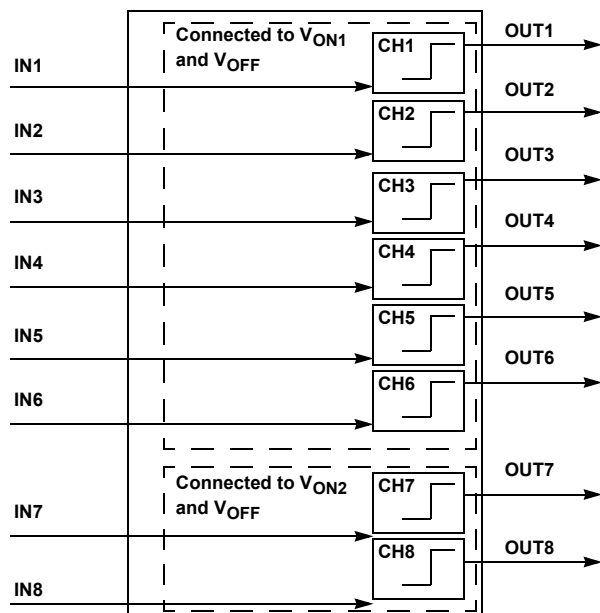 Connected to VON1
and VOFF
CH1
OUT1
IN1
CH2
OUT2
IN2
CH3
OUT3
IN3
CH4
OUT4
IN4
CH5
OUT5
IN5
CH6
OUT6
IN6
Connected to VON2
and VOFF
CH7
OUT7
IN7
CH8
OUT8
IN8